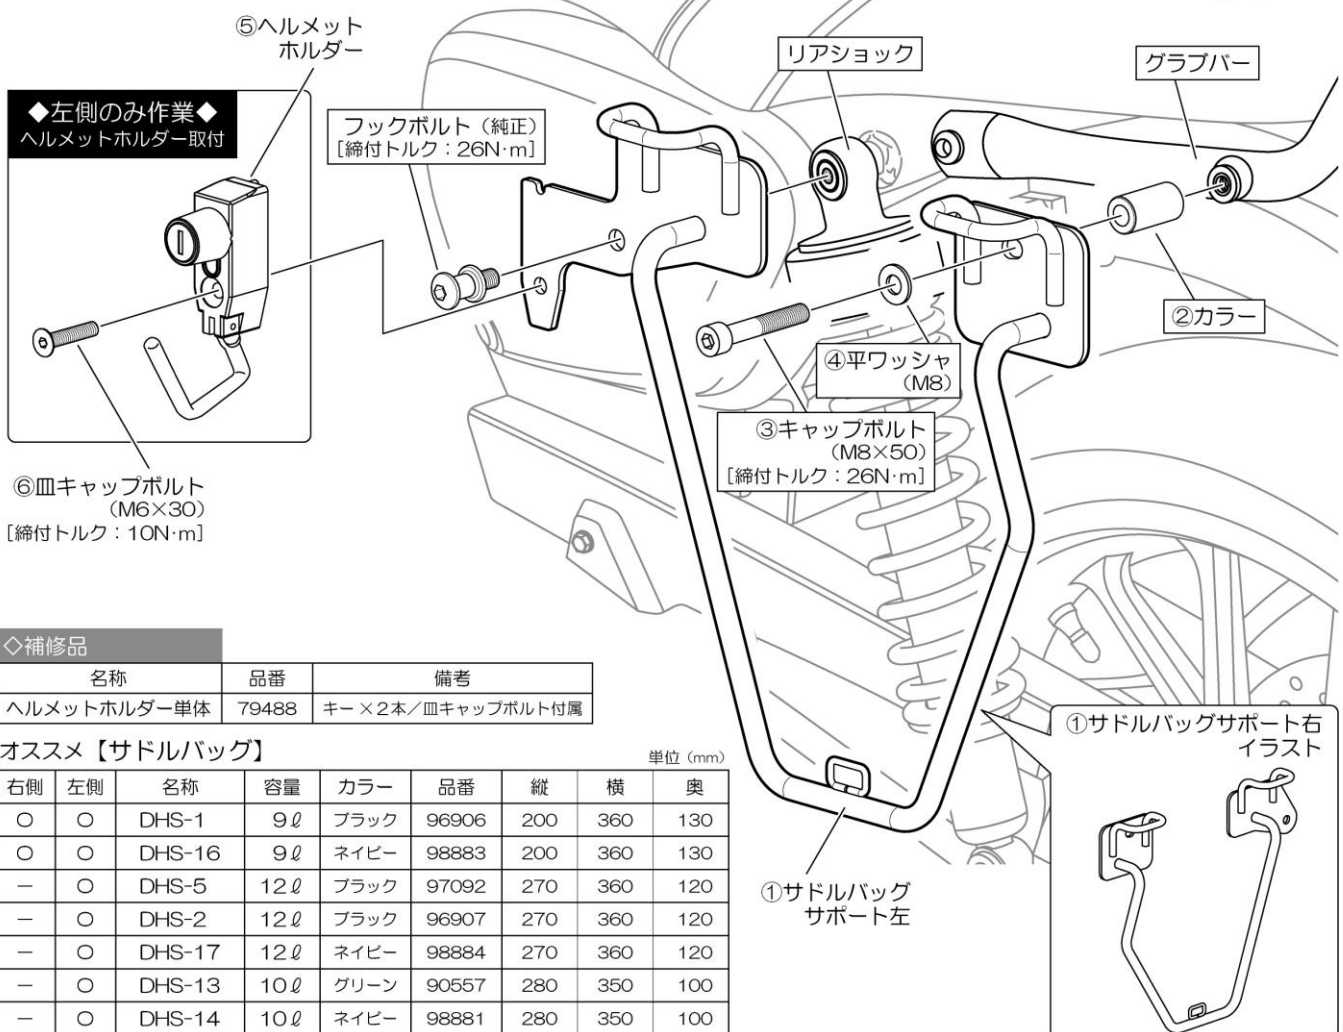 ⑤ヘルメット
ホルダー
◆左側のみ作業◆
ヘルメットホルダー取付
フックボルト（純正）
[締付トルク：26N·m]
リアショック
グラブバー
②カラー
④平ワッシャ
(M8)
③キャップボルト
(M8×50)
[締付トルク：26N·m]
⑥皿キャップボルト
(M6×30)
[締付トルク：10N·m]
◇補修品
名称 品番 備考
ヘルメットホルダー単体 79488 キー×2本／皿キャップボルト付属
オススメ【サドルバッグ】
単位（mm）
右側 左側 名称 容量 カラー 品番 縦 横 奥
○ ○ DHS-1 9ℓ ブラック 96906 200 360 130
○ ○ DHS-16 9ℓ ネイビー 98883 200 360 130
− ○ DHS-5 12ℓ ブラック 97092 270 360 120
− ○ DHS-2 12ℓ ブラック 96907 270 360 120
− ○ DHS-17 12ℓ ネイビー 98884 270 360 120
− ○ DHS-13 10ℓ グリーン 90557 280 350 100
− ○ DHS-14 10ℓ ネイビー 98881 280 350 100
①サドルバッグ
サポート左
①サドルバッグサポート右
イラスト